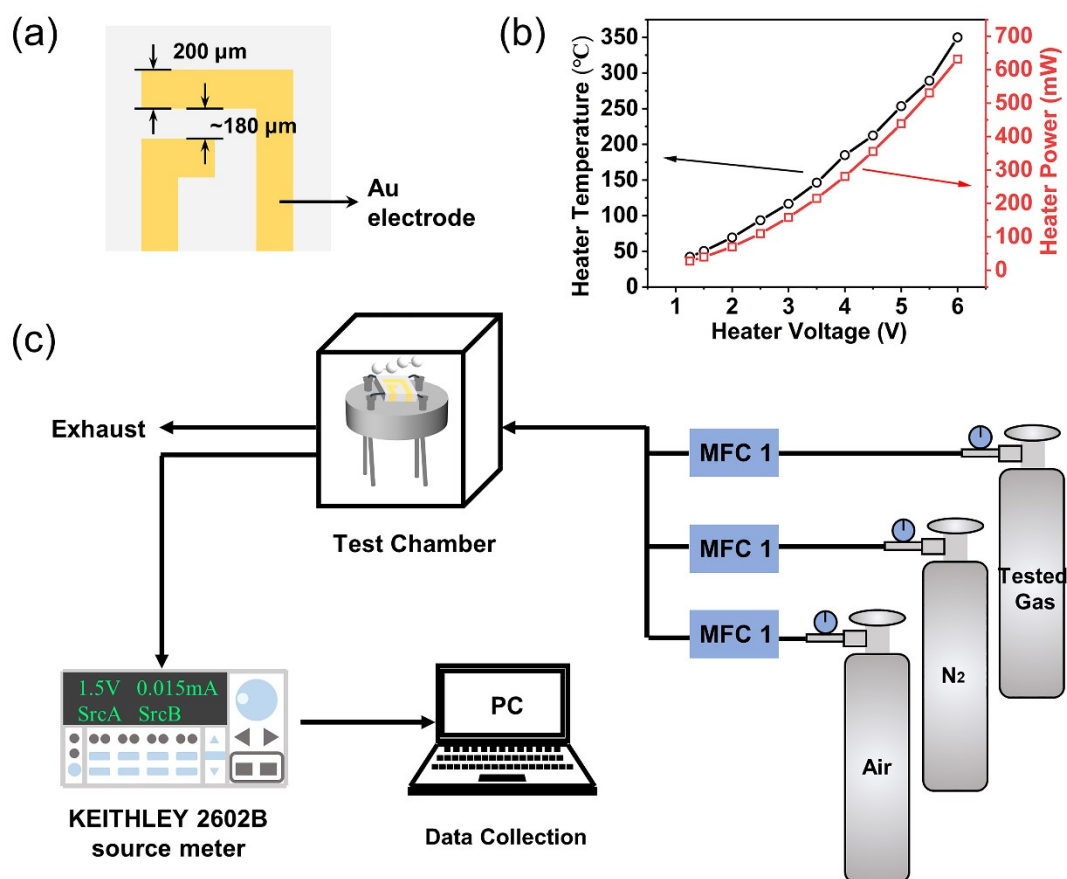 (a)
200 μm
~180 μm
Au
electrode
(b)
Heater Temperature (°C)
350
300
250
200
150
100
50
0
1 2 3 4 5 6
Heater Voltage (V)
700
600
500
400
300
200
100
0
Heater Power (mW)
(c)
Exhaust
Test Chamber
MFC 1
MFC 1
MFC 1
Tested
Gas
N2
Air
1.5V 0.015mA
SrcA SrcB
KEITHLEY 2602B
source meter
PC
Data Collection